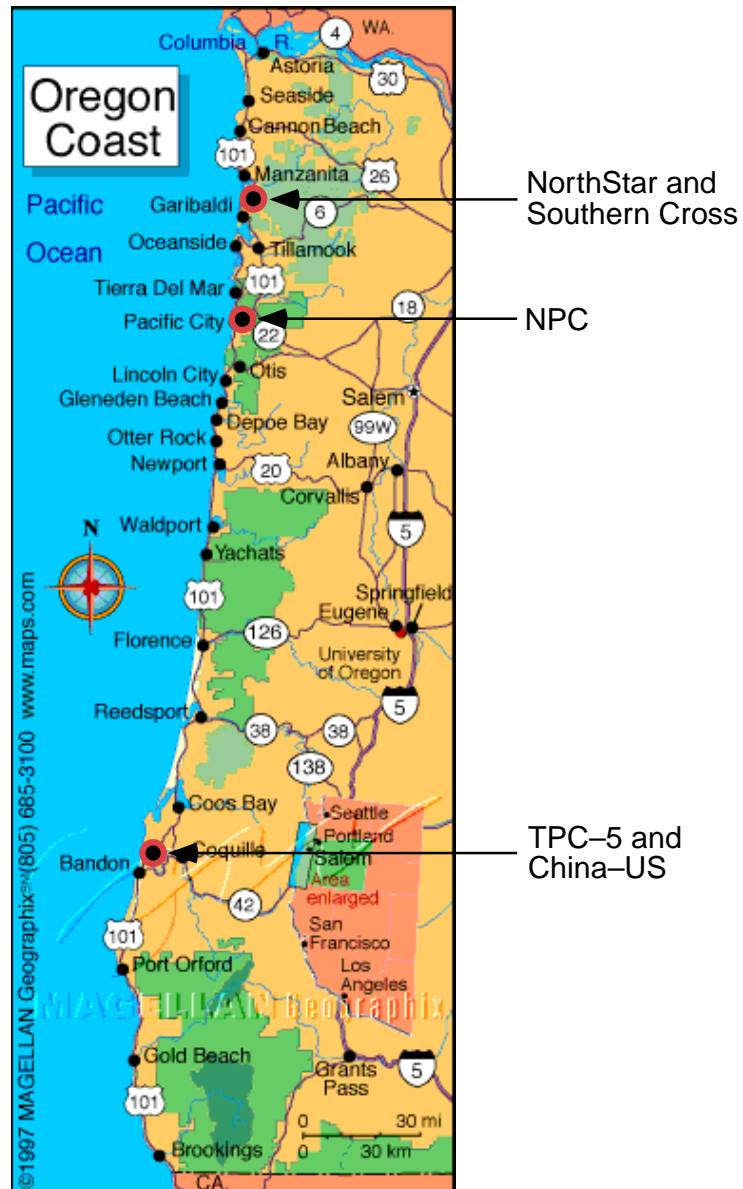 4
WA.
Columbia R.
Astoria
30
Oregon
Coast
Seaside
Cannon Beach
101
26
Manzanita
NorthStar and
Southern Cross
Pacific
Ocean
Garibaldi
6
Oceanside
Tillamook
101
Tierra Del Mar
18
Pacific City
NPC
22
Otis
Lincoln City
Salem
Gleneden Beach
Depoe Bay
99W
Otter Rock
Newport
20
Albany
Corvallis
N
Waldport
5
Yachats
101
Springfield
Eugene
126
Florence
University
of Oregon
5
Reedsport
38
38
138
Coos Bay
Seattle
Portland
Salem
Area
enlarged
TPC–5 and
China–US
Coquille
Bandon
42
San
Francisco
101
Port Orford
Los
Angeles
MAGELLAN Geographix
Gold Beach
Grants
Pass
5
101
0 30 mi
0 30 km
Brookings
CA.
©1997 MAGELLAN Geographix℠(805) 685-3100 www.maps.com